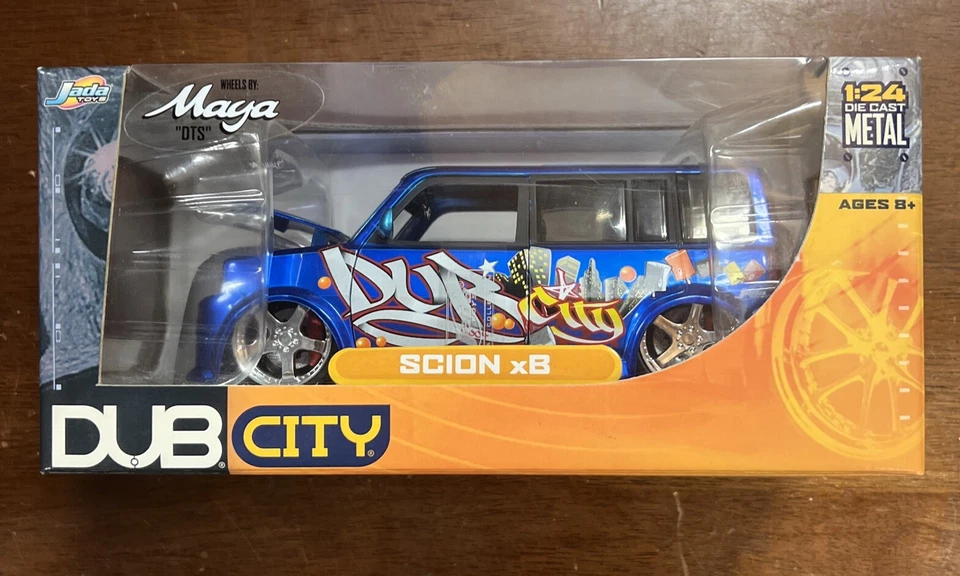 Jada
TOYS
WHEELS BY:
Maya
"DTS"
1:24
DIE CAST
METAL
AGES 8+
DUB
City
SCION xB
DUB
®
CITY
®